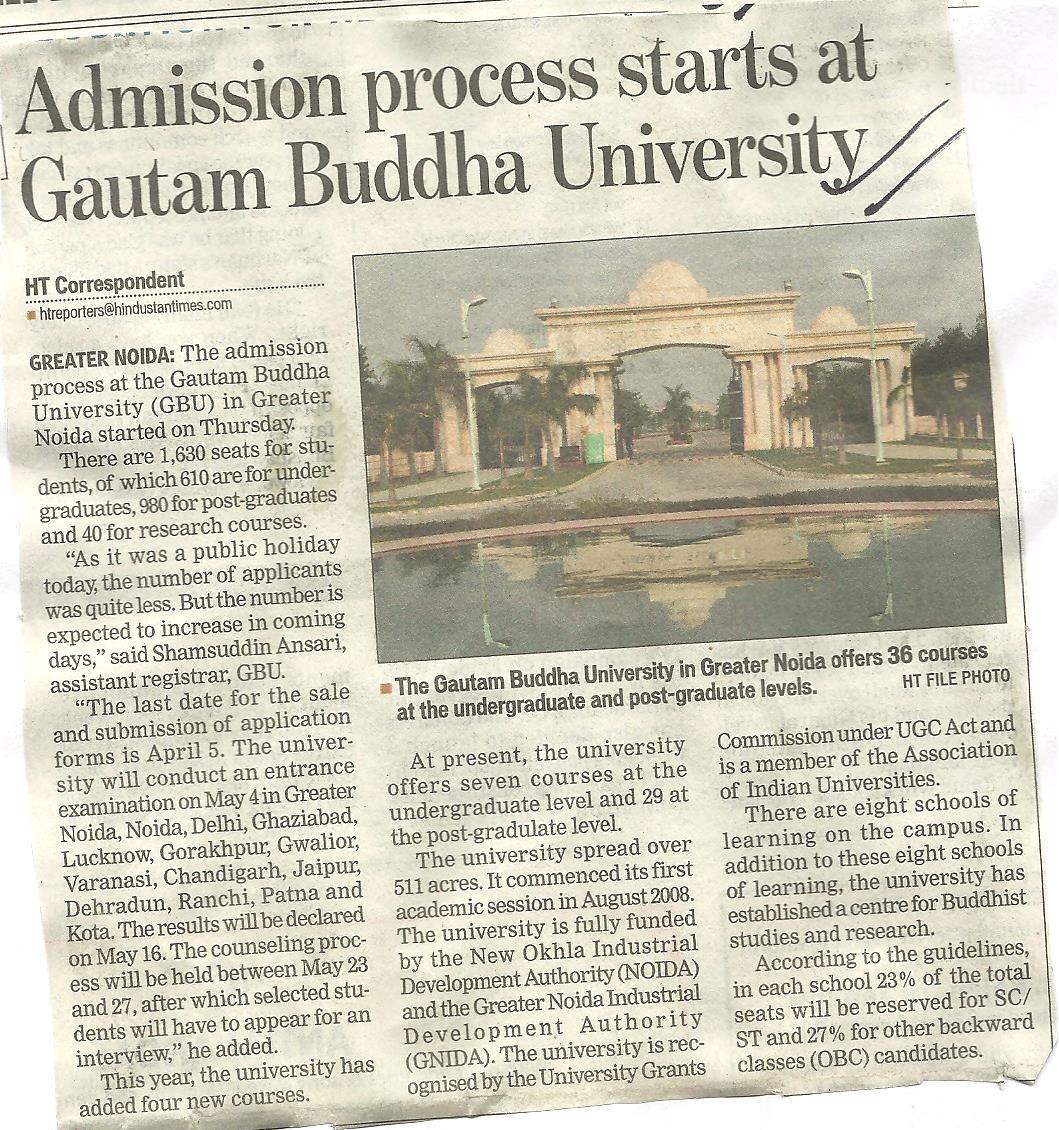 Admission process starts at
Gautam Buddha University
HT Correspondent
htreporters@hindustantimes.com
GREATER NOIDA: The admission
process at the Gautam Buddha
University (GBU) in Greater
Noida started on Thursday.
There are 1,630 seats for stu-
dents, of which 610 are for under-
graduates, 980 for post-graduates
and 40 for research courses.
“As it was a public holiday
today, the number of applicants
was quite less. But the number is
expected to increase in coming
days,” said Shamsuddin Ansari,
assistant registrar, GBU.
“The last date for the sale
and submission of application
forms is April 5. The univer-
sity will conduct an entrance
examination on May 4 in Greater
Noida, Noida, Delhi, Ghaziabad,
Lucknow, Gorakhpur, Gwalior,
Varanasi, Chandigarh, Jaipur,
Dehradun, Ranchi, Patna and
Kota. The results will be declared
on May 16. The counseling proc-
ess will be held between May 23
and 27, after which selected stu-
dents will have to appear for an
interview,” he added.
This year, the university has
added four new courses.
The Gautam Buddha University in Greater Noida offers 36 courses
at the undergraduate and post-graduate levels.
HT FILE PHOTO
At present, the university
offers seven courses at the
undergraduate level and 29 at
the post-gradulate level.
The university spread over
511 acres. It commenced its first
academic session in August 2008.
The university is fully funded
by the New Okhla Industrial
Development Authority (NOIDA)
and the Greater Noida Industrial
Development Authority
(GNIDA). The university is rec-
ognised by the University Grants
Commission under UGC Act and
is a member of the Association
of Indian Universities.
There are eight schools of
learning on the campus. In
addition to these eight schools
of learning, the university has
established a centre for Buddhist
studies and research.
According to the guidelines,
in each school 23% of the total
seats will be reserved for SC/
ST and 27% for other backward
classes (OBC) candidates.